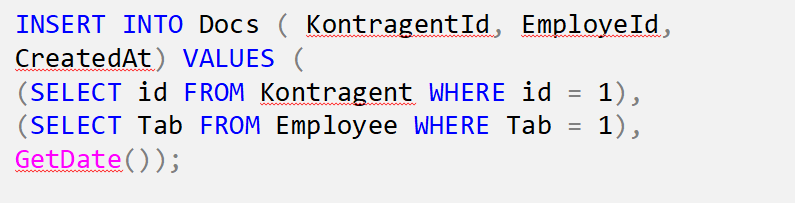 INSERT INTO Docs ( KontragentId, EmployeId,
CreatedAt) VALUES (
(SELECT id FROM Kontragent WHERE id = 1),
(SELECT Tab FROM Employee WHERE Tab = 1),
GetDate());